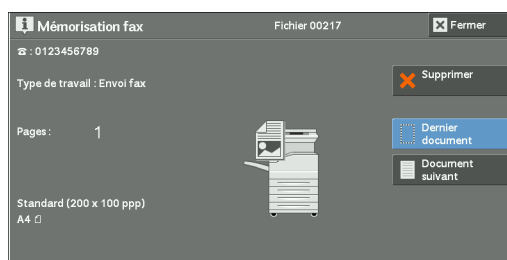 Mémorisation fax
Fichier 00217
Fermer
☎ : 0123456789
Supprimer
Type de travail : Envoi fax
Dernier
document
Pages : 1
Document
suivant
Standard (200 x 100 ppp)
A4